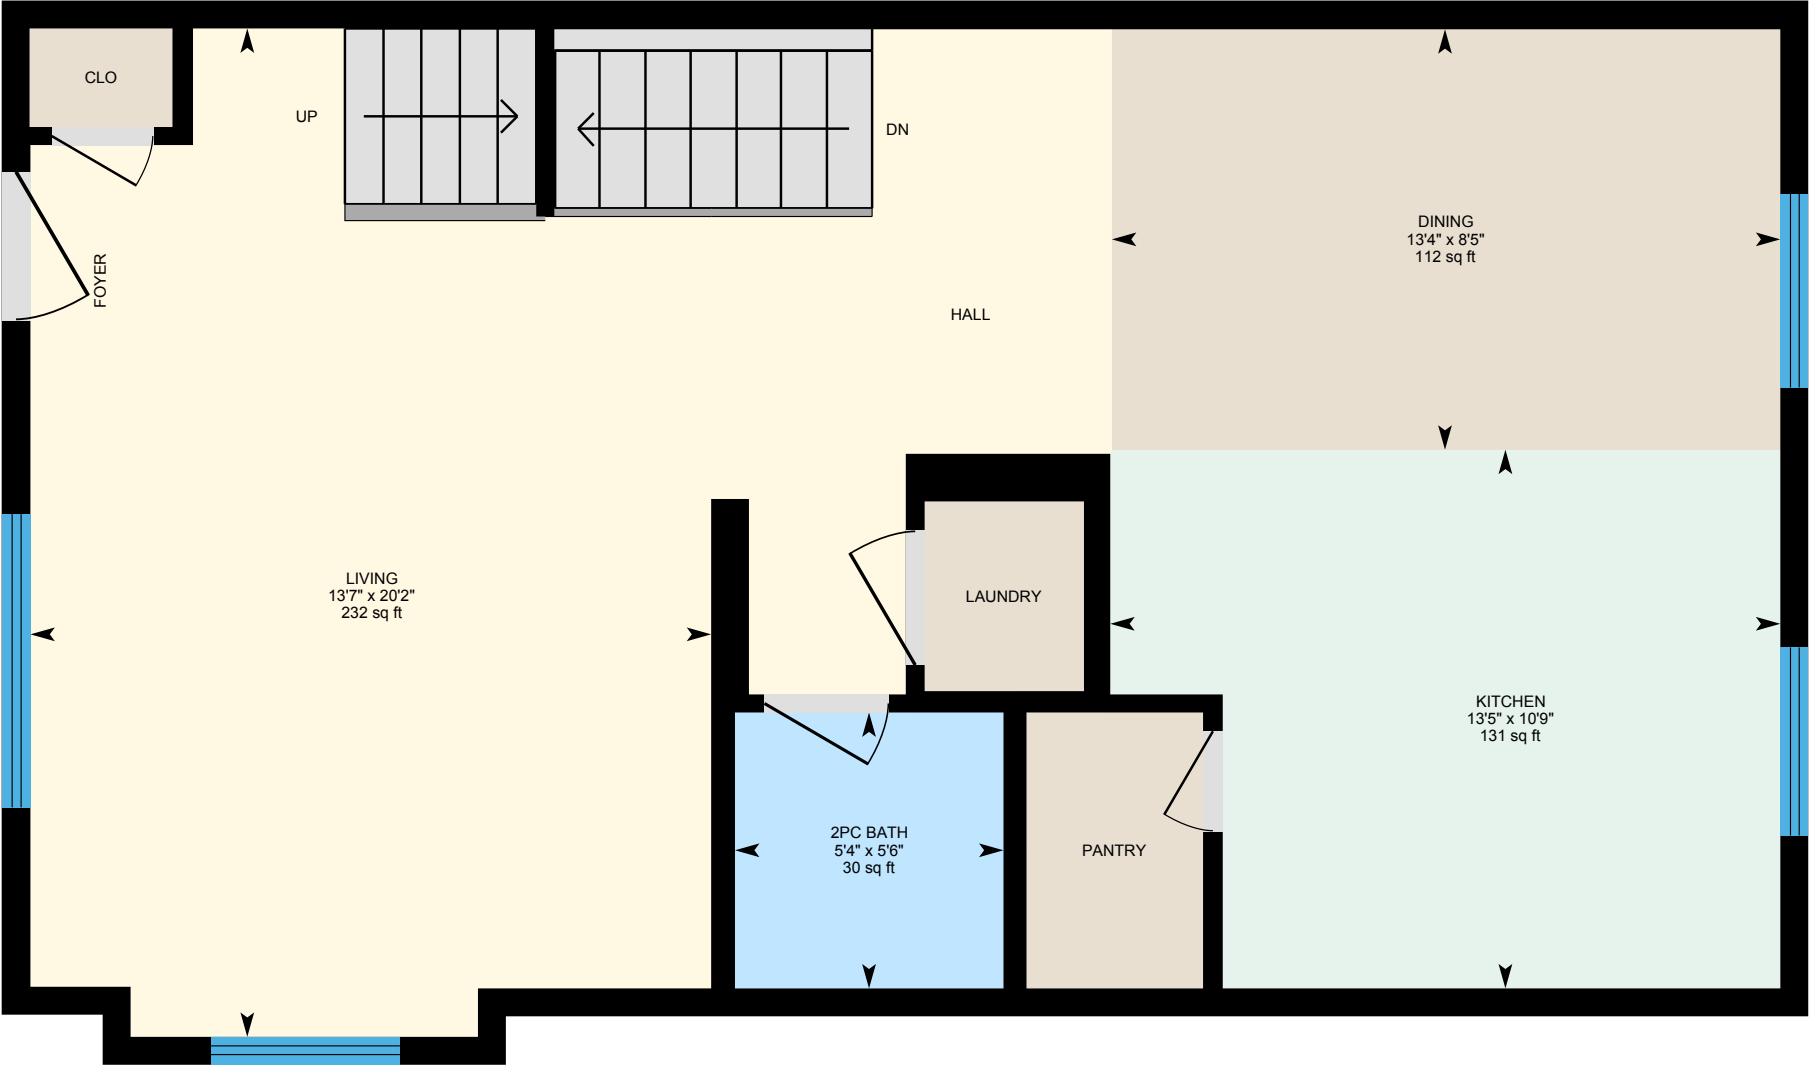 CLO
UP
DN
FOYER
DINING
13'4" x 8'5"
112 sq ft
HALL
LIVING
13'7" x 20'2"
232 sq ft
LAUNDRY
KITCHEN
13'5" x 10'9"
131 sq ft
2PC BATH
5'4" x 5'6"
30 sq ft
PANTRY